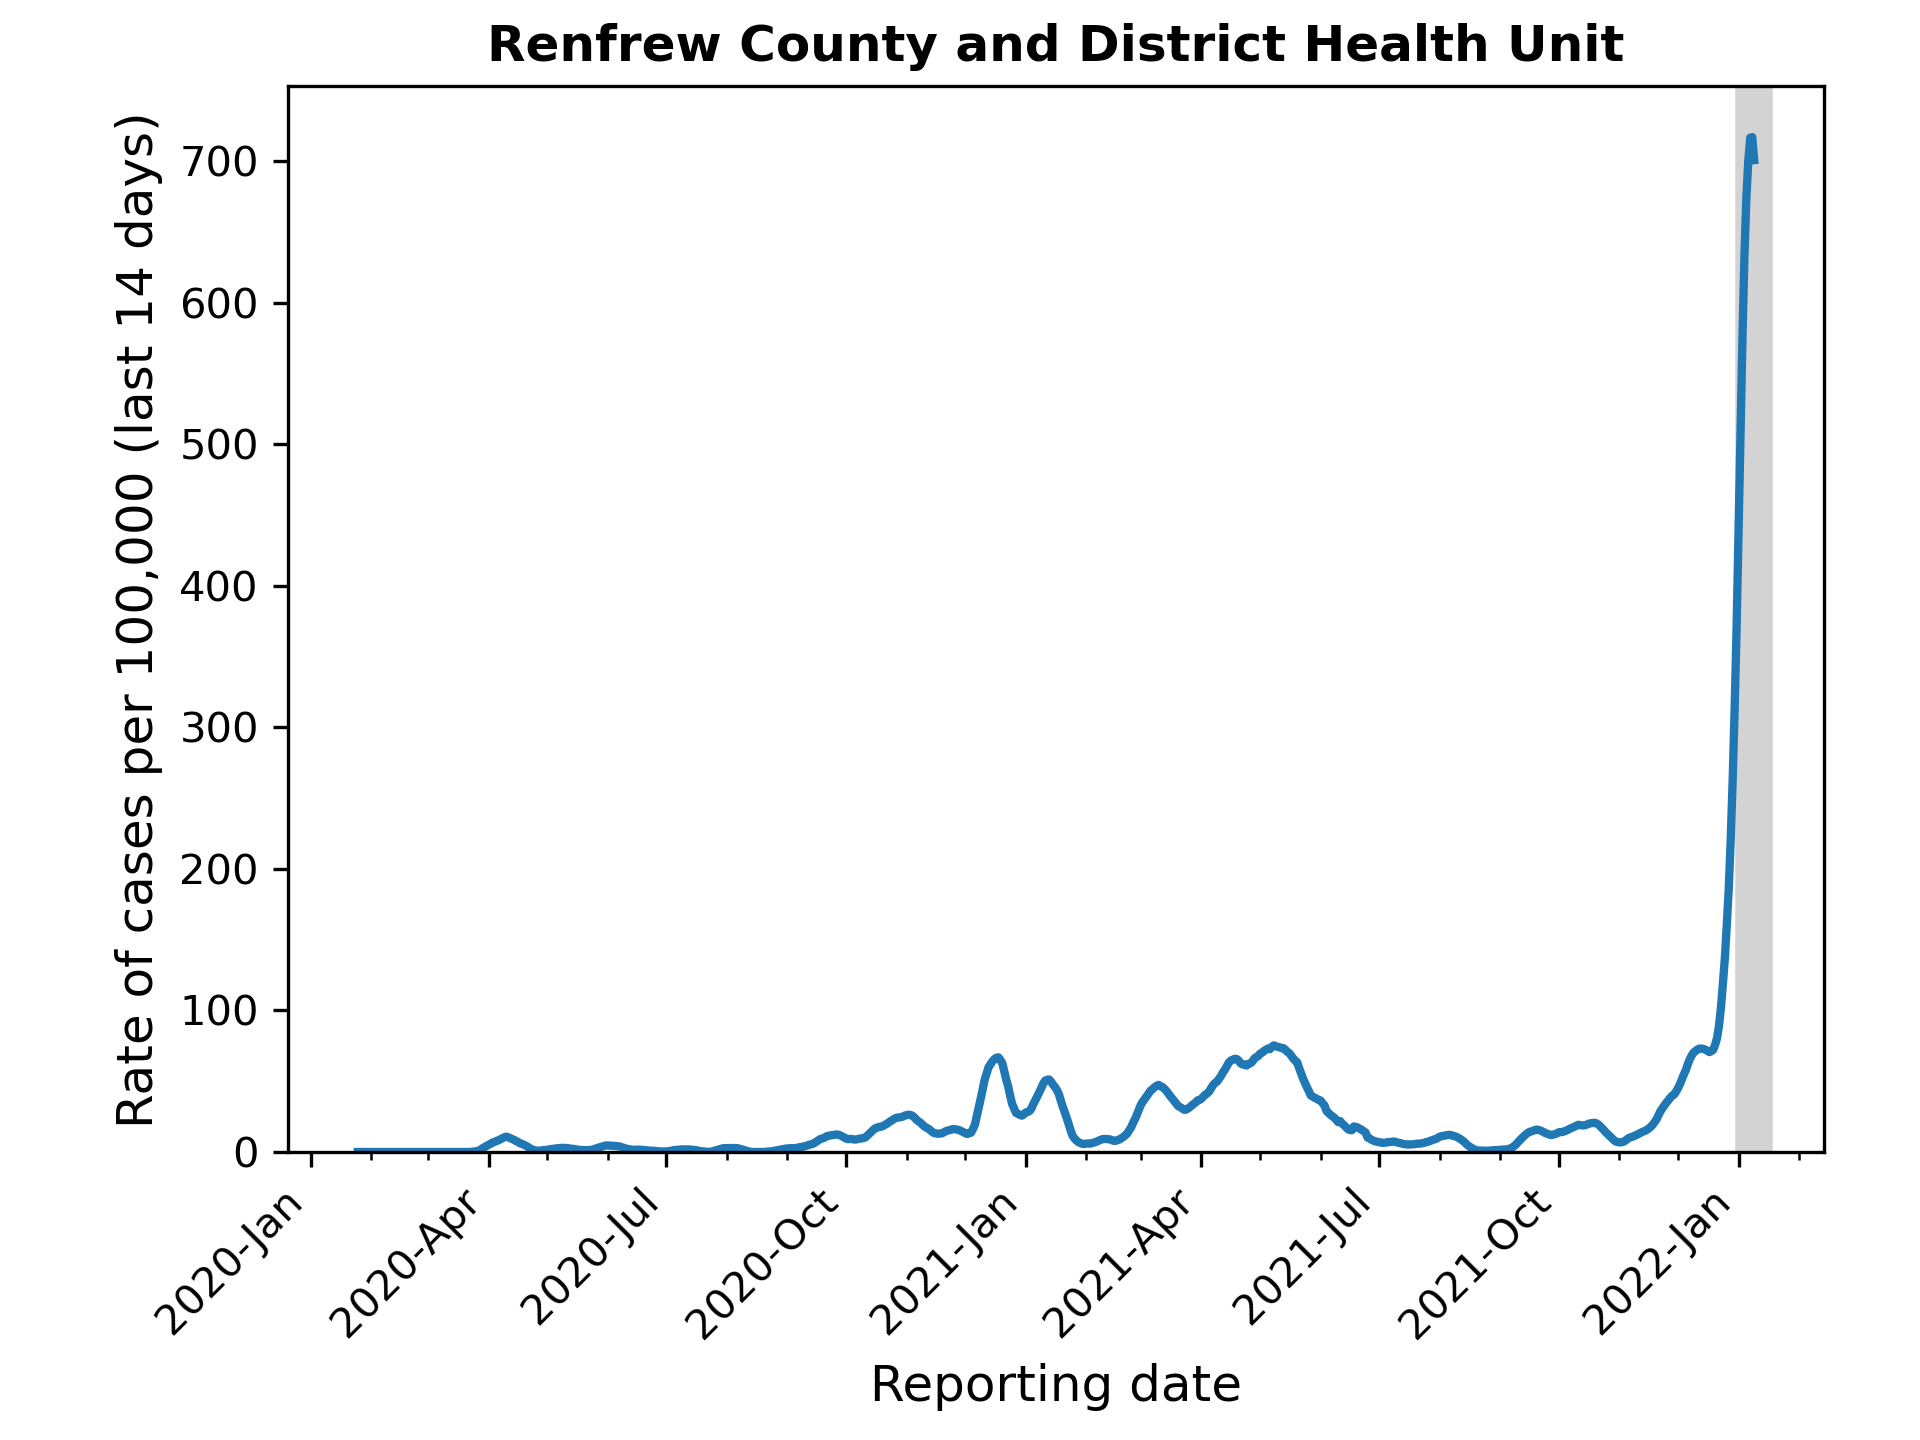 Renfrew County and District Health Unit
Rate of cases per 100,000 (last 14 days)
700
600
500
400
300
200
100
0
2020-Jan
2020-Apr
2020-Jul
2020-Oct
2021-Jan
2021-Apr
2021-Jul
2021-Oct
2022-Jan
Reporting date